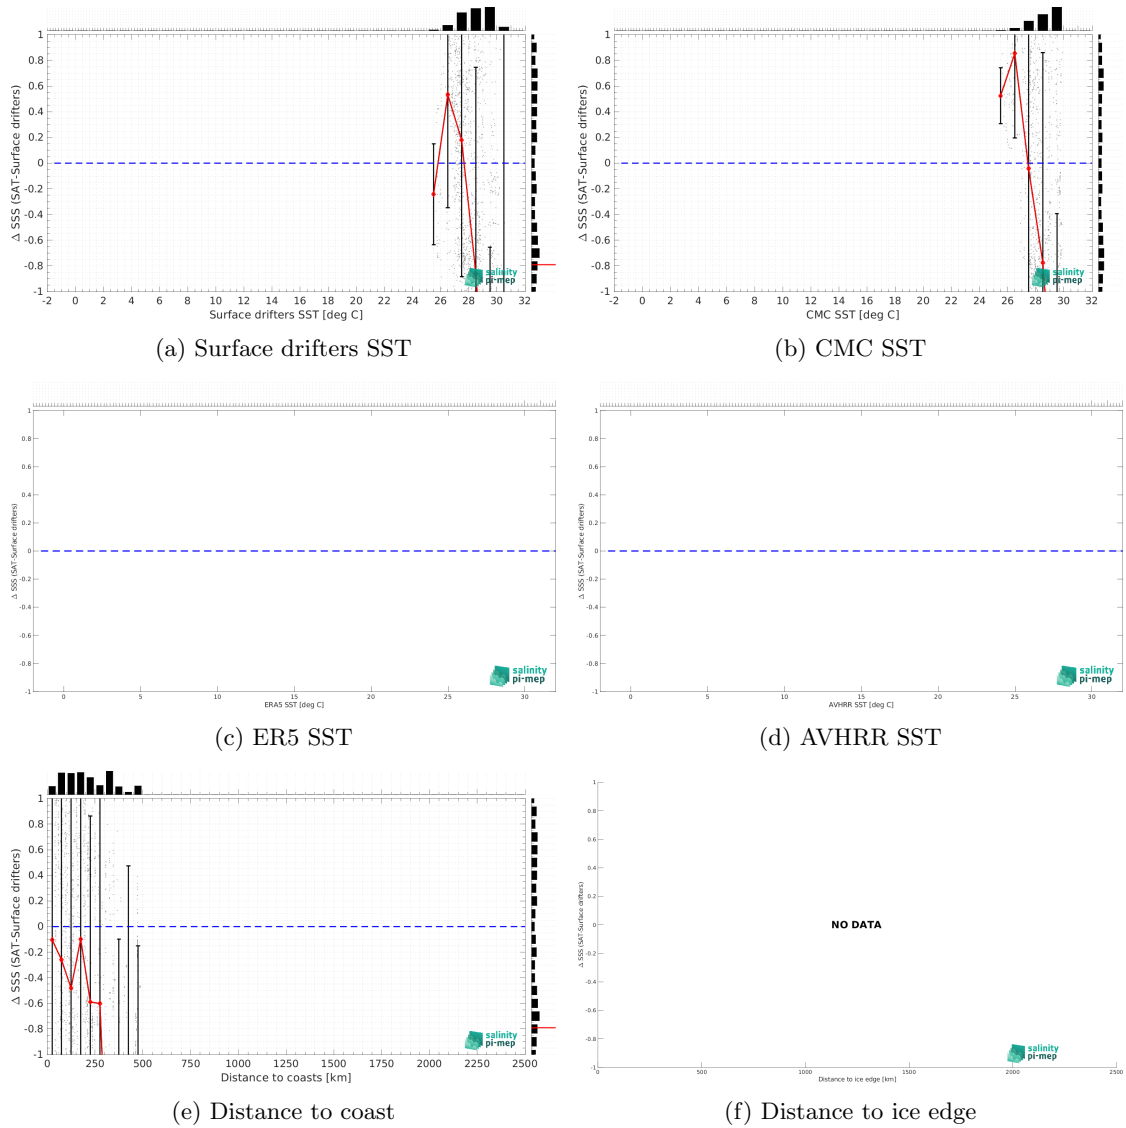 1
0.8
0.6
0.4
0.2
0
-0.2
-0.4
-0.6
-0.8
-1
Δ SSS (SAT-Surface drifters)
-2 0 2 4 6 8 10 12 14 16 18 20 22 24 26 28 30 32
Surface drifters SST [deg C]
salinity
pi-mep
(a) Surface drifters SST
1
0.8
0.6
0.4
0.2
0
-0.2
-0.4
-0.6
-0.8
-1
Δ SSS (SAT-Surface drifters)
-2 0 2 4 6 8 10 12 14 16 18 20 22 24 26 28 30 32
CMC SST [deg C]
salinity
pi-mep
(b) CMC SST
1
0.8
0.6
0.4
0.2
0
-0.2
-0.4
-0.6
-0.8
-1
Δ SSS (SAT-Surface drifters)
0 5 10 15 20 25 30
ERA5 SST [deg C]
salinity
pi-mep
(c) ER5 SST
1
0.8
0.6
0.4
0.2
0
-0.2
-0.4
-0.6
-0.8
-1
Δ SSS (SAT-Surface drifters)
0 5 10 15 20 25 30
AVHRR SST [deg C]
salinity
pi-mep
(d) AVHRR SST
1
0.8
0.6
0.4
0.2
0
-0.2
-0.4
-0.6
-0.8
-1
Δ SSS (SAT-Surface drifters)
0 250 500 750 1000 1250 1500 1750 2000 2250 2500
Distance to coasts [km]
salinity
pi-mep
(e) Distance to coast
1
0.8
0.6
0.4
0.2
0
-0.2
-0.4
-0.6
-0.8
-1
Δ SSS (SAT-Surface drifters)
NO DATA
0 500 1000 1500 2000 2500
Distance to ice edge [km]
salinity
pi-mep
(f) Distance to ice edge